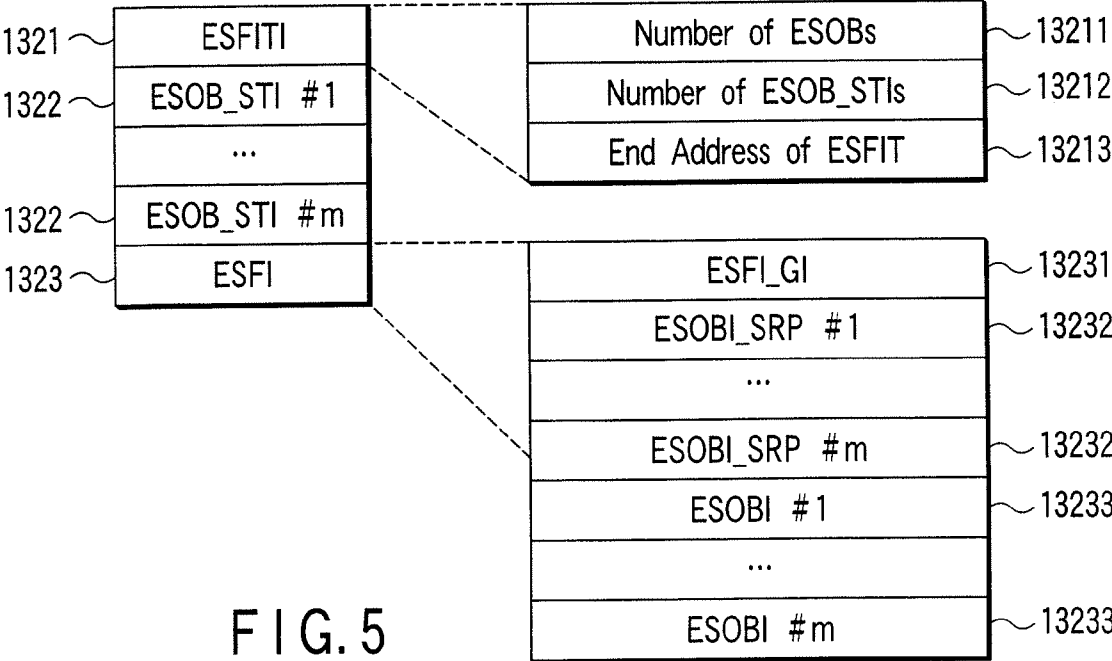 1321 ESFITI
1322 ESOB_STI #1
...
1322 ESOB_STI #m
1323 ESFI
Number of ESOBs 13211
Number of ESOB_STIs 13212
End Address of ESFIT 13213
ESFI_GI 13231
ESOBI_SRP #1 13232
...
ESOBI_SRP #m 13232
ESOBI #1 13233
...
ESOBI #m 13233
FIG.5